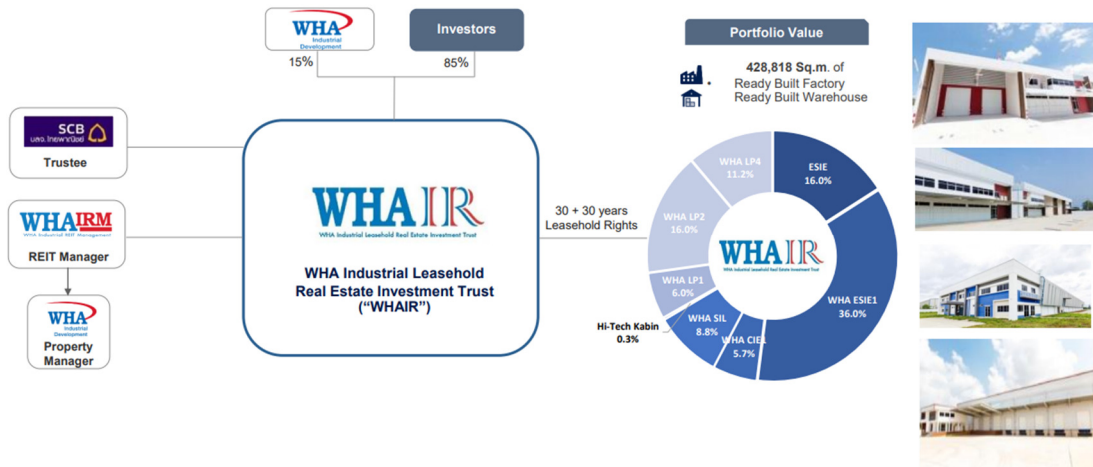 WHA
Industrial
Development
15%
Investors
85%
SCB
บมจ. ไทยพาณิชย์
Trustee
WHAIRM
WHA Industrial REIT Management
REIT Manager
WHA
Industrial
Development
Property
Manager
WHAIR
WHA Industrial Leasehold Real Estate Investment Trust
WHA Industrial Leasehold
Real Estate Investment Trust
(“WHAIR”)
30 + 30 years
Leasehold Rights
Portfolio Value
428,818 Sq.m. of
Ready Built Factory
Ready Built Warehouse
ESIE
16.0%
WHA ESIE1
36.0%
WHA CIE1
5.7%
WHA SIL
8.8%
Hi-Tech Kabin
0.3%
WHA LP1
6.0%
WHA LP2
16.0%
WHA LP4
11.2%
WHAIR
WHA Industrial Leasehold Real Estate Investment Trust